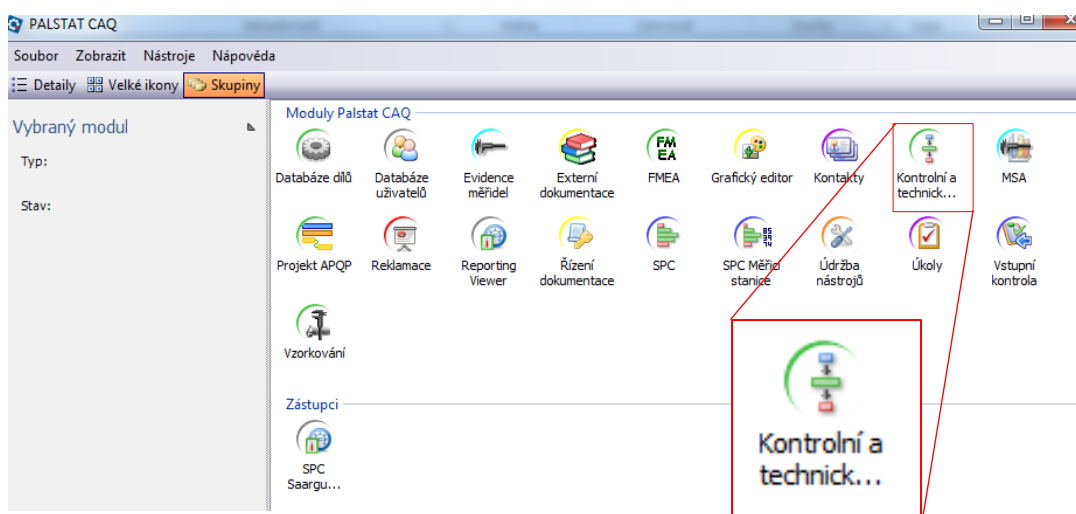 PALSTAT CAQ
Soubor Zobrazit Nástroje Nápověda
Detaily Velké ikony Skupiny
Vybraný modul
Typ:
Stav:
Moduly Palstat CAQ
Databáze dílů
Databáze
uživatelů
Evidence
měřidel
Externí
dokumentace
FM
EA
FMEA
Grafický editor
Kontakty
Kontrolní a
technick...
MSA
Projekt APQP
Reklamace
Reporting
Viewer
Řízení
dokumentace
SPC
SPC Měřicí
stanice
Údržba
nástrojů
Úkoly
Vstupní
kontrola
Vzorkování
Zástupci
SPC
Saargu...
Kontrolní a
technick...